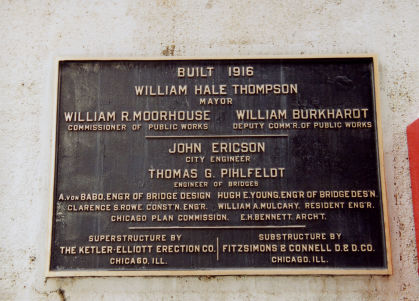 BUILT 1916
WILLIAM HALE THOMPSON
MAYOR
WILLIAM R. MOORHOUSE
COMMISSIONER OF PUBLIC WORKS
WILLIAM BURKHARDT
DEPUTY COMM'R. OF PUBLIC WORKS
JOHN ERICSON
CITY ENGINEER
THOMAS G. PIHLFELDT
ENGINEER OF BRIDGES
A. VON BABO, ENG'R OF BRIDGE DESIGN HUGH E. YOUNG, ENG'R OF BRIDGE DES'N.
CLARENCE S. ROWE CONST'N. ENG'R. WILLIAM A. MULCAHY, RESIDENT ENG'R.
CHICAGO PLAN COMMISSION. E.H. BENNETT, ARCH'T.
SUPERSTRUCTURE BY
THE KETLER-ELLIOTT ERECTION CO.
CHICAGO, ILL.
SUBSTRUCTURE BY
FITZSIMONS & CONNELL D. & D. CO.
CHICAGO, ILL.